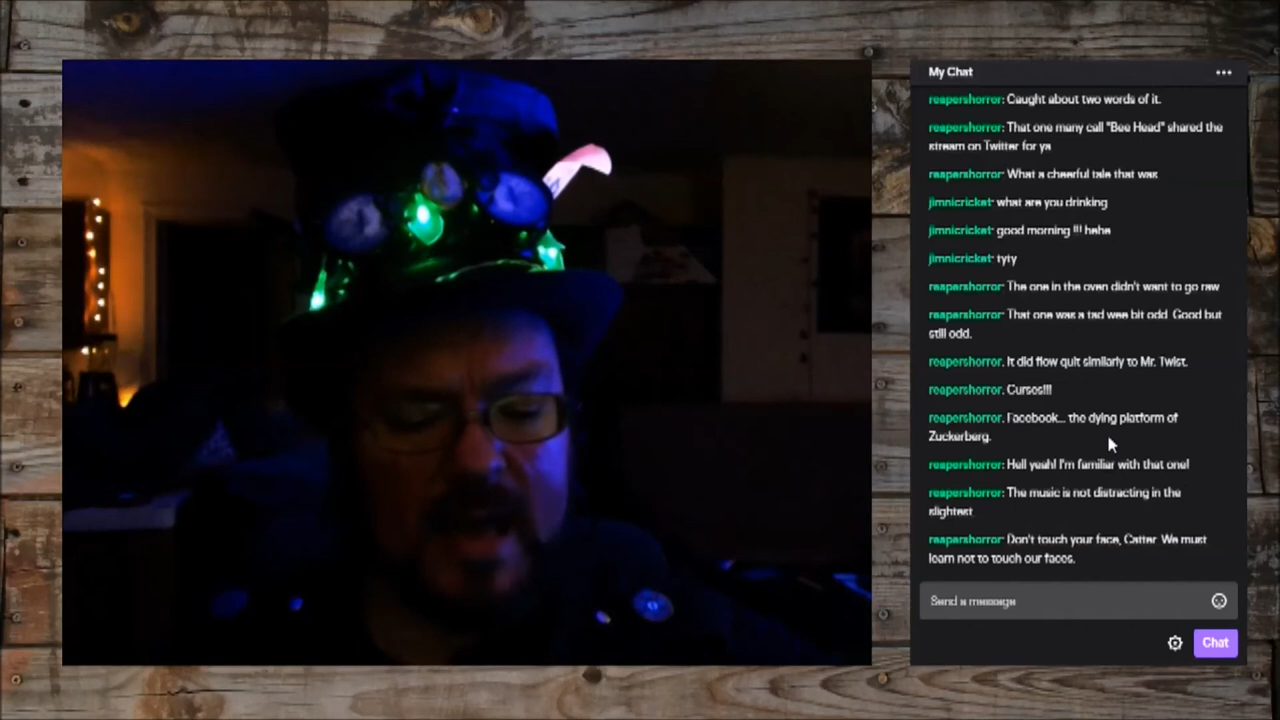 My Chat
reapershorror: Caught about two words of it.
reapershorror: That one many call "Bee Head" shared the
stream on Twitter for ya
reapershorror: What a cheerful tale that was
jimnicricket: what are you drinking
jimnicricket: good morning !!! hehe
jimnicricket: tyty
reapershorror: The one in the oven didn't want to go raw
reapershorror: That one was a tad wee bit odd. Good but
still odd.
reapershorror: It did flow quit similarly to Mr. Twist.
reapershorror: Curses!!!
reapershorror: Facebook... the dying platform of
Zuckerberg.
reapershorror: Hell yeah! I'm familiar with that one!
reapershorror: The music is not distracting in the
slightest
reapershorror: Don't touch your face, Catter. We must
learn not to touch our faces.
Send a message
Chat